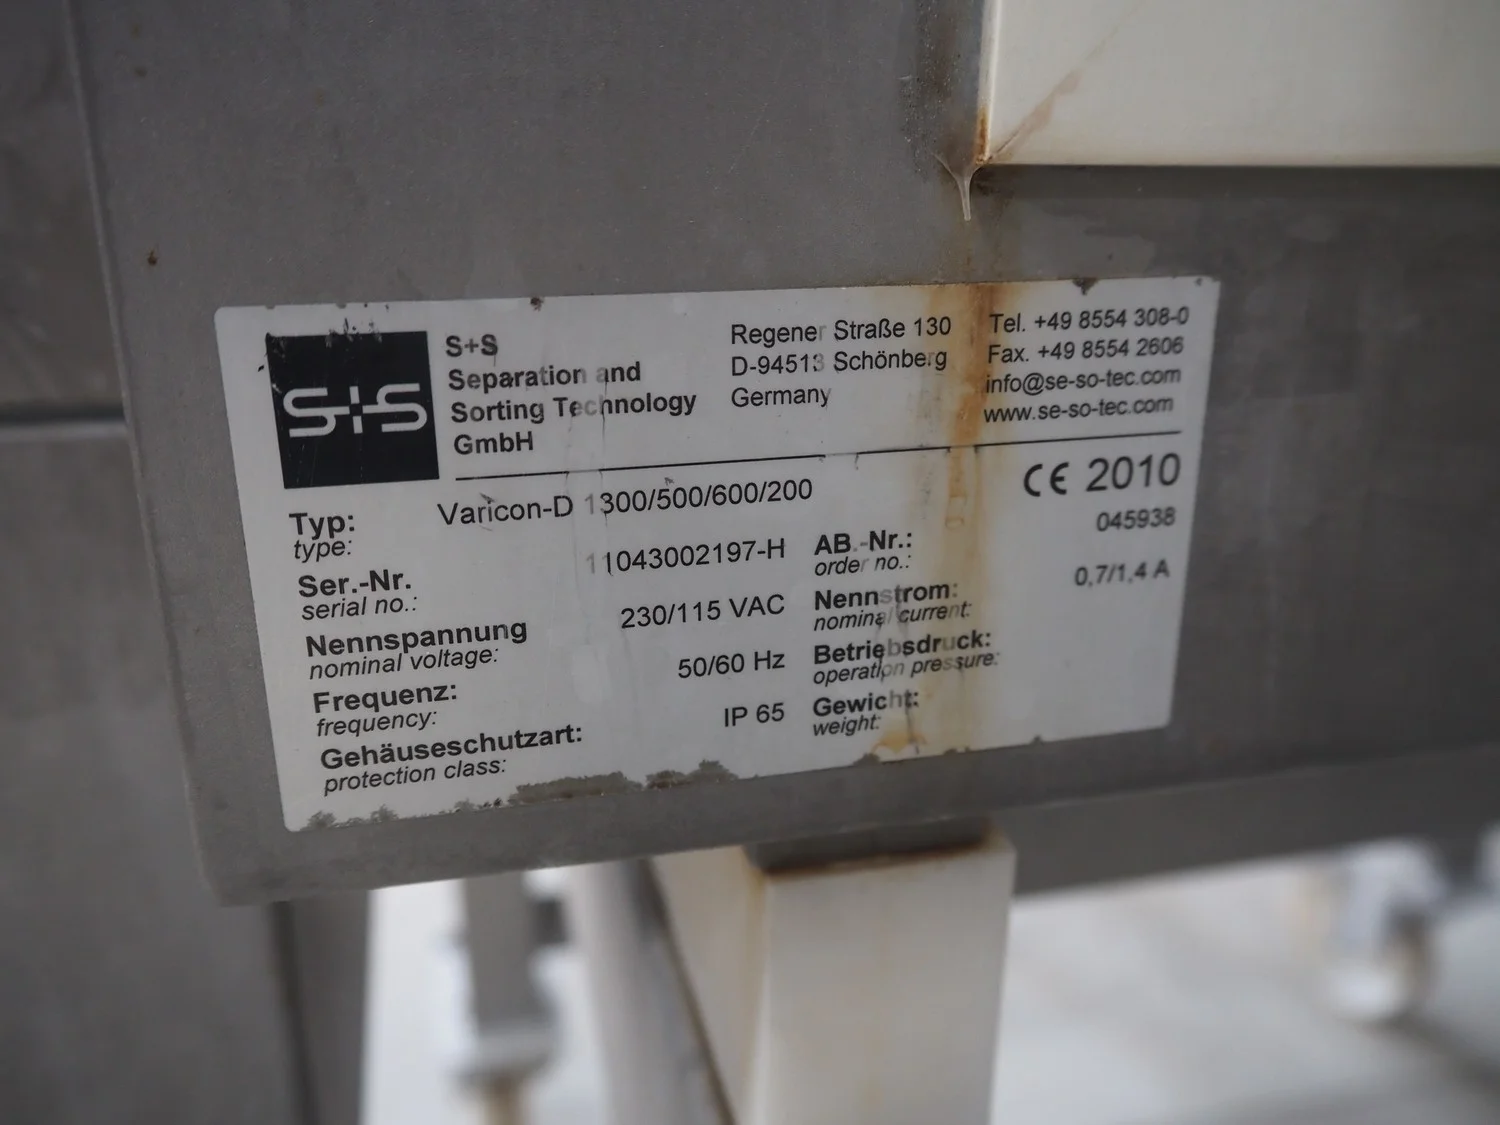 S+S
S+S
Separation and
Sorting Technology
GmbH
Regener Straße 130
D-94513 Schönberg
Germany
Tel. +49 8554 308-0
Fax. +49 8554 2606
info@se-so-tec.com
www.se-so-tec.com
CE 2010
Typ: Varicon-D 1300/500/600/200
type:
Ser.-Nr. 11043002197-H
serial no.:
Nennspannung 230/115 VAC
nominal voltage:
Frequenz: 50/60 Hz
frequency:
Gehäuseschutzart: IP 65
protection class:
AB.-Nr.: 045938
order no.:
Nennstrom: 0,7/1,4 A
nominal current:
Betriebsdruck:
operation pressure:
Gewicht:
weight: